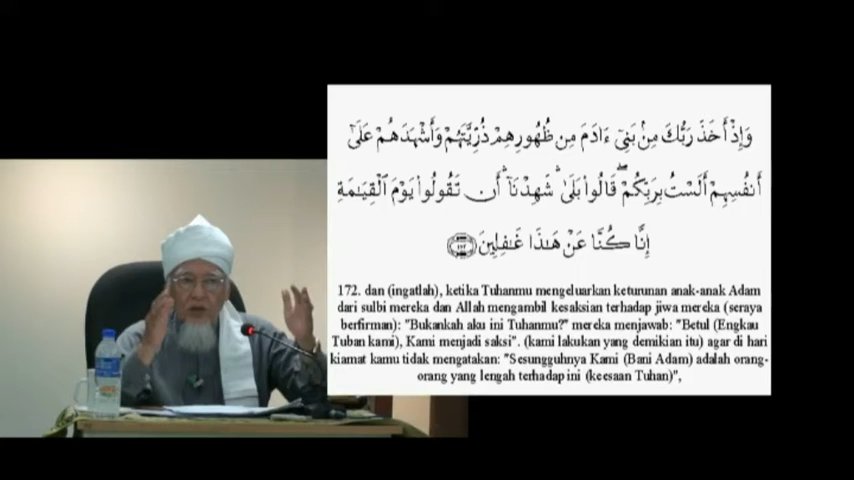 وَإِذْ أَخَذَ رَبُّكَ مِنۢ بَنِىٓ ءَادَمَ مِن ظُهُورِهِمْ ذُرِّيَّتَهُمْ وَأَشْهَدَهُمْ عَلَىٰٓ
أَنفُسِهِمْ أَلَسْتُ بِرَبِّكُمْ ۖ قَالُوا۟ بَلَىٰ ۛ شَهِدْنَآ ۛ أَن تَقُولُوا۟ يَوْمَ ٱلْقِيَـٰمَةِ
إِنَّا كُنَّا عَنْ هَـٰذَا غَـٰفِلِينَ ١٧٢
172. dan (ingatlah), ketika Tuhanmu mengeluarkan keturunan anak-anak Adam
dari sulbi mereka dan Allah mengambil kesaksian terhadap jiwa mereka (seraya
berfirman): "Bukankah aku ini Tuhanmu?" mereka menjawab: "Betul (Engkau
Tuban kami), Kami menjadi saksi". (kami lakukan yang demikian itu) agar di hari
kiamat kamu tidak mengatakan: "Sesungguhnya Kami (Bani Adam) adalah orang-
orang yang lengah terhadap ini (keesaan Tuhan)",